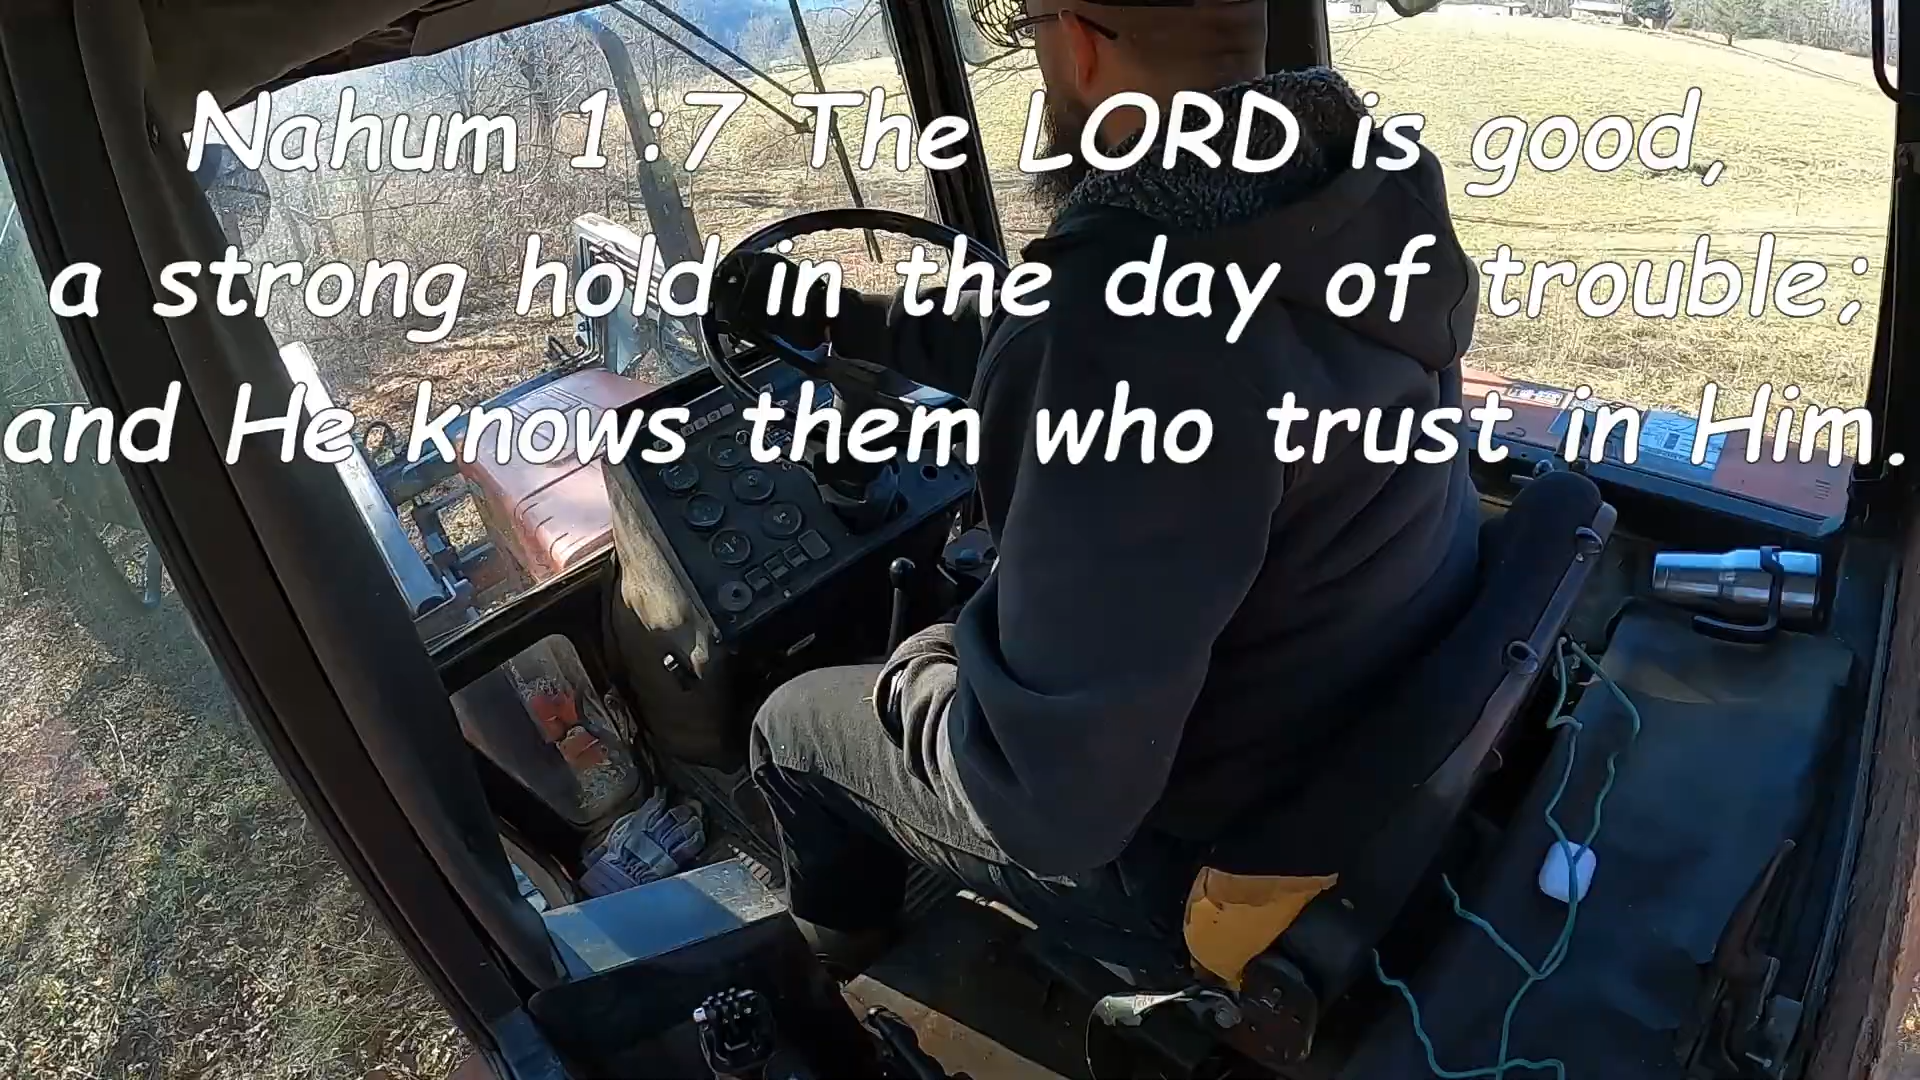 Nahum 1:7 The LORD is good,
a strong hold in the day of trouble;
and He knows them who trust in Him.